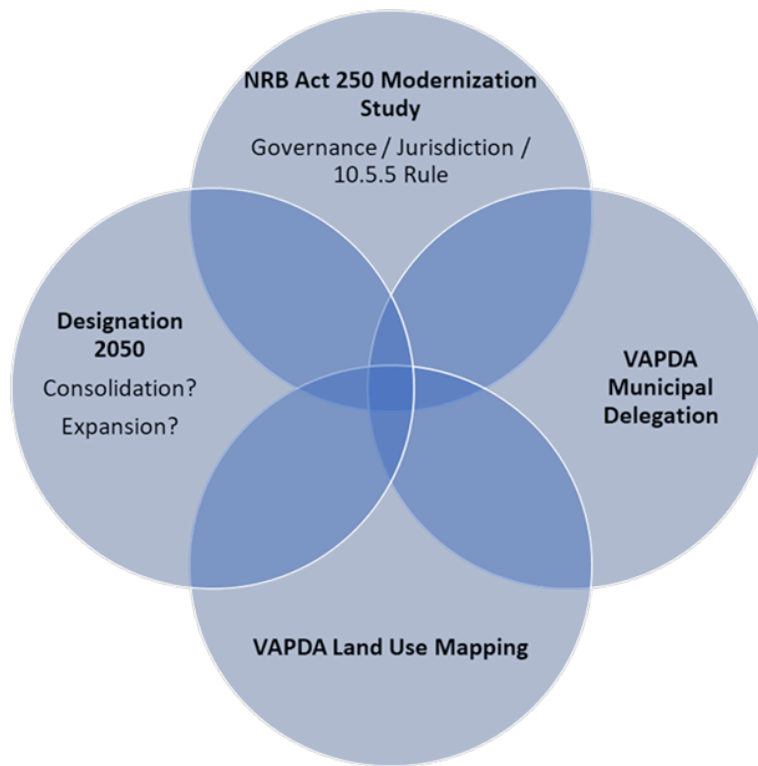 NRB Act 250 Modernization
Study
Governance / Jurisdiction /
10.5.5 Rule
Designation
2050
Consolidation?
Expansion?
VAPDA
Municipal
Delegation
VAPDA Land Use Mapping